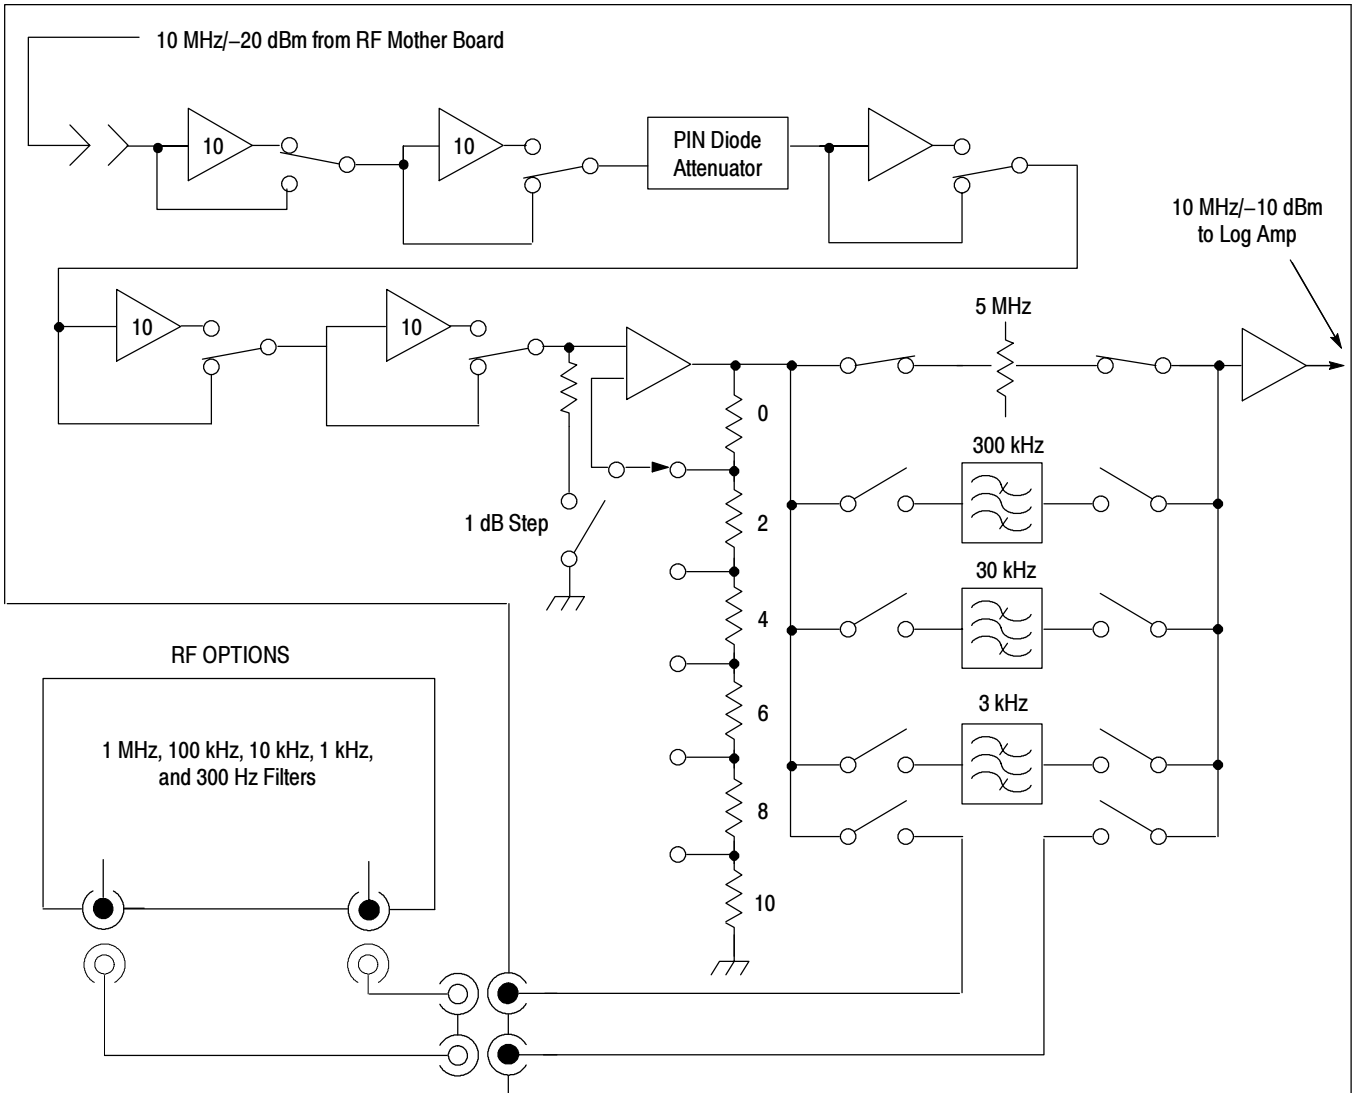 10 MHz/–20 dBm from RF Mother Board
10
10
PIN Diode
Attenuator
10 MHz/–10 dBm
to Log Amp
10
10
5 MHz
0
300 kHz
1 dB Step
2
30 kHz
4
RF OPTIONS
6
3 kHz
1 MHz, 100 kHz, 10 kHz, 1 kHz,
and 300 Hz Filters
8
10